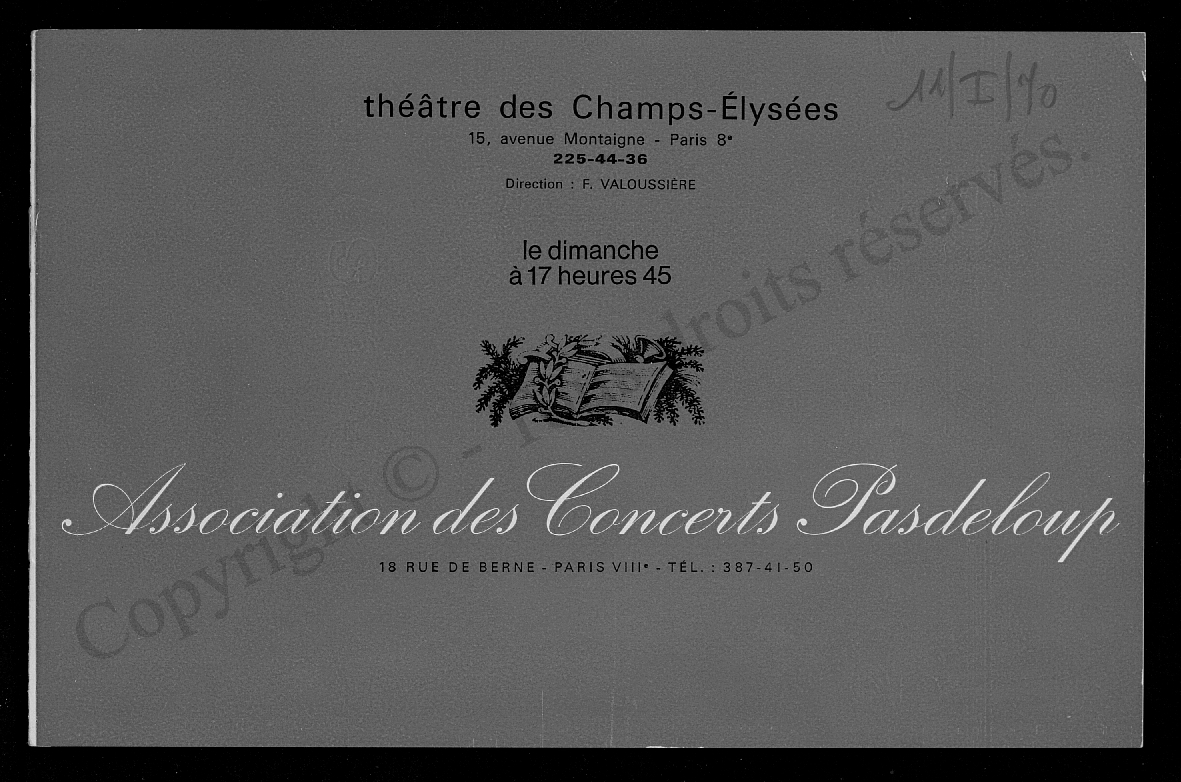 11/I/70
théâtre des Champs-Élysées
15, avenue Montaigne - Paris 8e
225-44-36
Direction : F. VALOUSSIÈRE
le dimanche
à 17 heures 45
Association des Concerts Pasdeloup
18 RUE DE BERNE - PARIS VIIIe - TÉL. : 387-41-50
Copyright © - droits réservés.